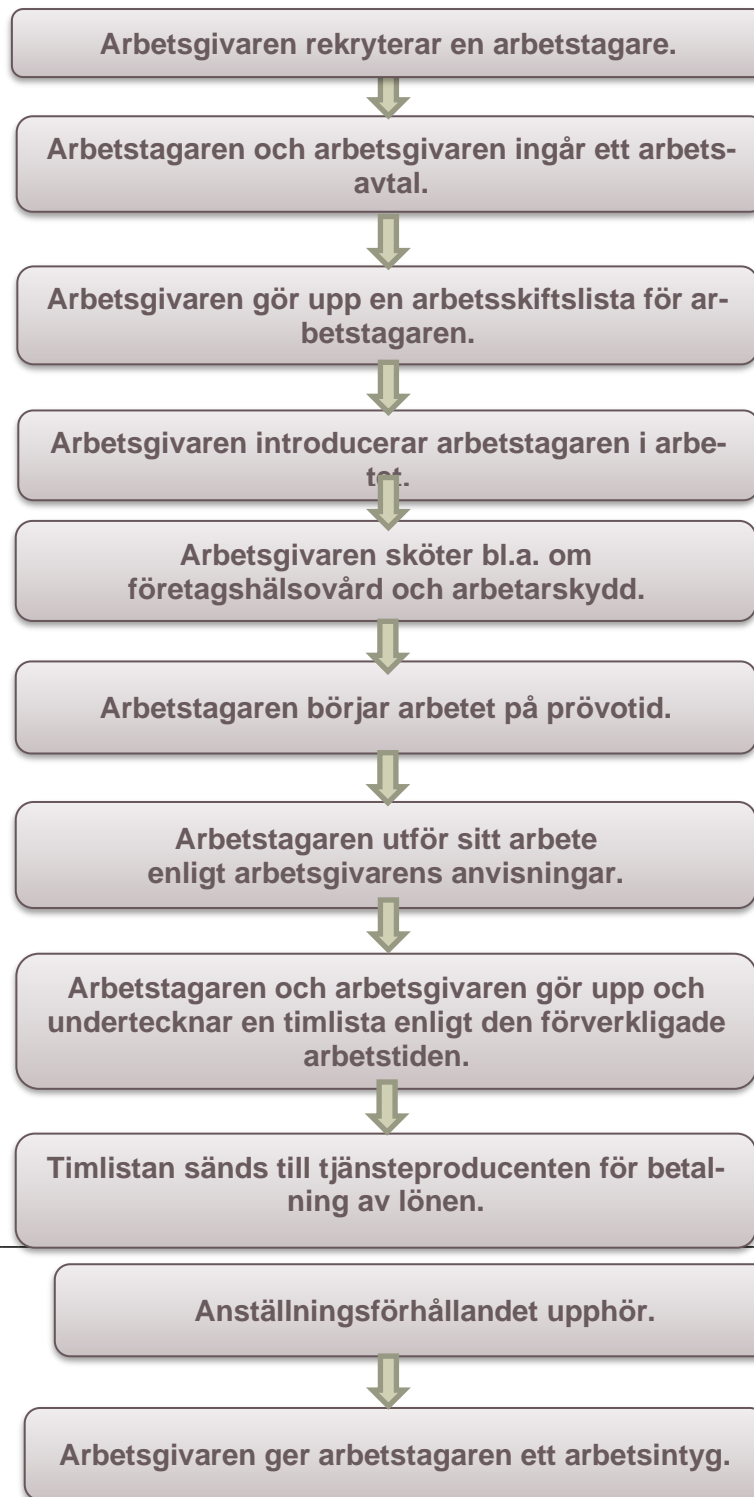 Arbetsgivaren rekryterar en arbetstagare.
Arbetstagaren och arbetsgivaren ingår ett arbets-
avtal.
Arbetsgivaren gör upp en arbetsskiftslista för ar-
betstagaren.
Arbetsgivaren introducerar arbetstagaren i arbe-
tet.
Arbetsgivaren sköter bl.a. om
företagshälsovård och arbetarskydd.
Arbetstagaren börjar arbetet på prövotid.
Arbetstagaren utför sitt arbete
enligt arbetsgivarens anvisningar.
Arbetstagaren och arbetsgivaren gör upp och
undertecknar en timlista enligt den förverkligade
arbetstiden.
Timlistan sänds till tjänsteproducenten för betal-
ning av lönen.
Anställningsförhållandet upphör.
Arbetsgivaren ger arbetstagaren ett arbetsintyg.